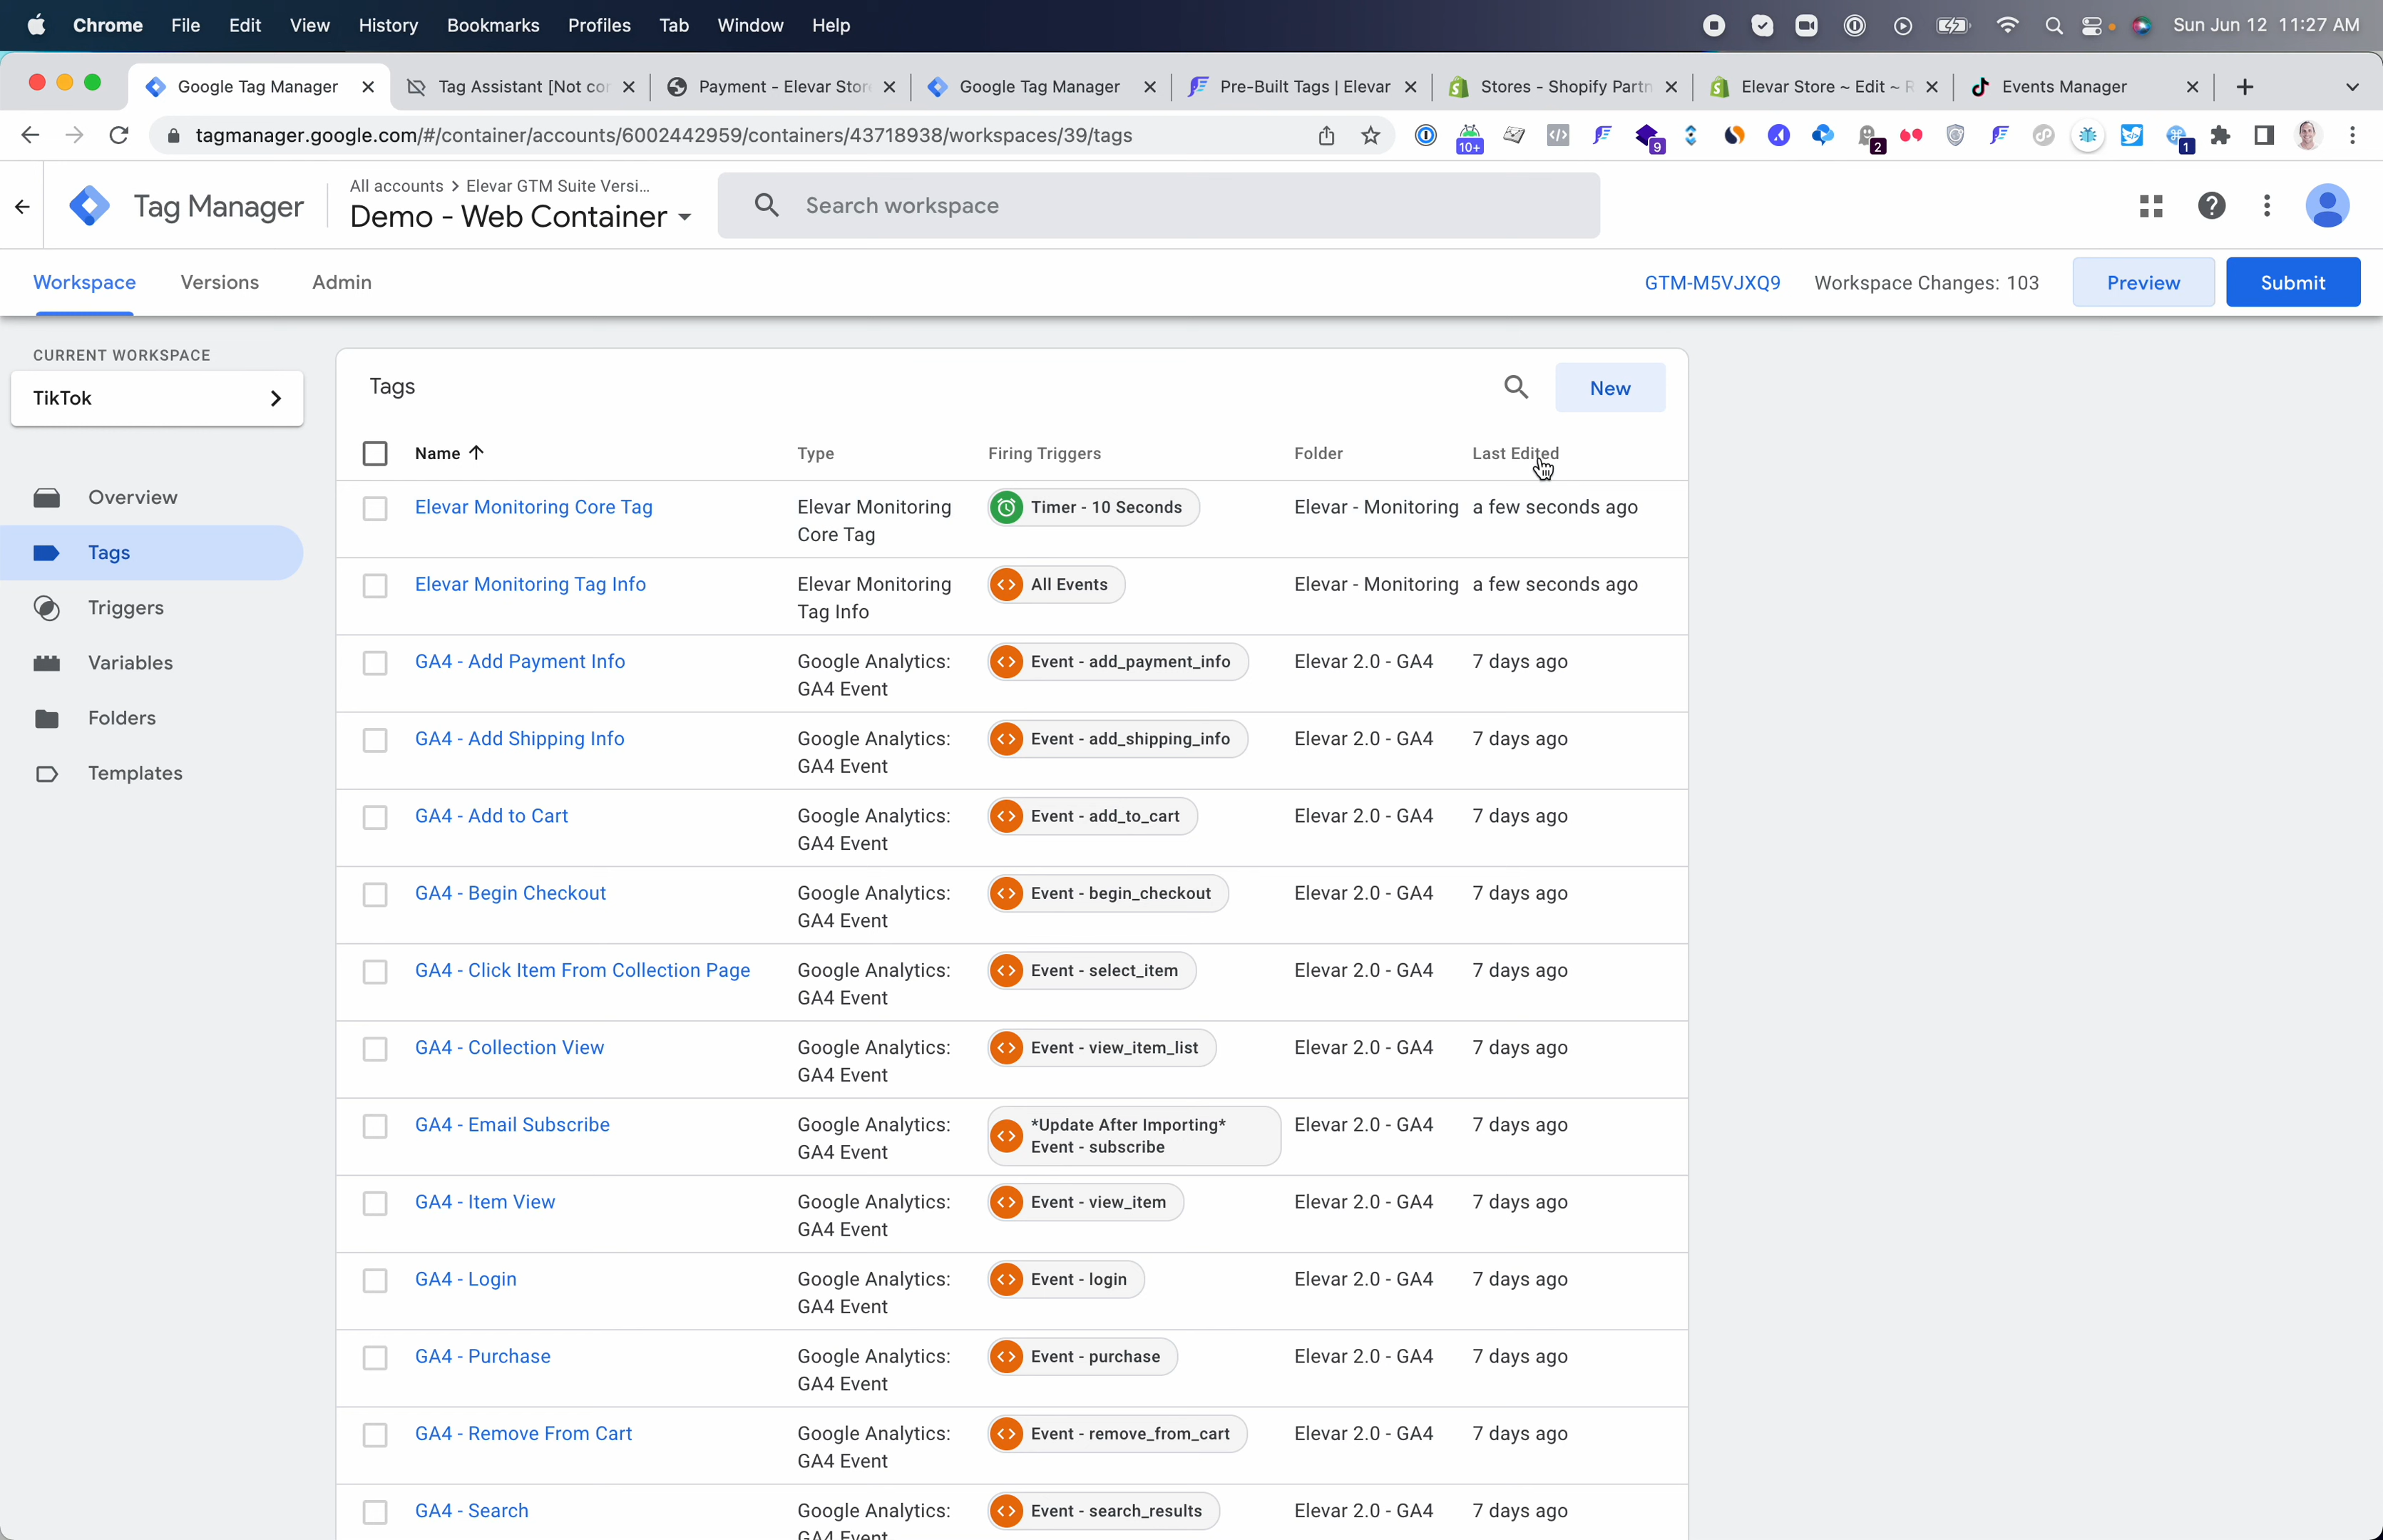 Chrome File Edit View History Bookmarks Profiles Tab Window Help
Sun Jun 12 11:27 AM
Google Tag Manager
Tag Assistant [Not cor
Payment - Elevar Stor
Google Tag Manager
Pre-Built Tags | Elevar
Stores - Shopify Partn
Elevar Store ~ Edit ~ R
Events Manager
tagmanager.google.com/#/container/accounts/6002442959/containers/43718938/workspaces/39/tags
10+
9
2
1
Tag Manager
All accounts > Elevar GTM Suite Versi...
Demo - Web Container
Search workspace
Workspace Versions Admin
GTM-M5VJXQ9
Workspace Changes: 103
Preview
Submit
CURRENT WORKSPACE
TikTok
Overview
Tags
Triggers
Variables
Folders
Templates
Tags
New
Name Type Firing Triggers Folder Last Edited
Elevar Monitoring Core Tag Elevar Monitoring Timer - 10 Seconds Elevar - Monitoring a few seconds ago
Core Tag
Elevar Monitoring Tag Info Elevar Monitoring All Events Elevar - Monitoring a few seconds ago
Tag Info
GA4 - Add Payment Info Google Analytics: Event - add_payment_info Elevar 2.0 - GA4 7 days ago
GA4 Event
GA4 - Add Shipping Info Google Analytics: Event - add_shipping_info Elevar 2.0 - GA4 7 days ago
GA4 Event
GA4 - Add to Cart Google Analytics: Event - add_to_cart Elevar 2.0 - GA4 7 days ago
GA4 Event
GA4 - Begin Checkout Google Analytics: Event - begin_checkout Elevar 2.0 - GA4 7 days ago
GA4 Event
GA4 - Click Item From Collection Page Google Analytics: Event - select_item Elevar 2.0 - GA4 7 days ago
GA4 Event
GA4 - Collection View Google Analytics: Event - view_item_list Elevar 2.0 - GA4 7 days ago
GA4 Event
GA4 - Email Subscribe Google Analytics: *Update After Importing* Elevar 2.0 - GA4 7 days ago
GA4 Event Event - subscribe
GA4 - Item View Google Analytics: Event - view_item Elevar 2.0 - GA4 7 days ago
GA4 Event
GA4 - Login Google Analytics: Event - login Elevar 2.0 - GA4 7 days ago
GA4 Event
GA4 - Purchase Google Analytics: Event - purchase Elevar 2.0 - GA4 7 days ago
GA4 Event
GA4 - Remove From Cart Google Analytics: Event - remove_from_cart Elevar 2.0 - GA4 7 days ago
GA4 Event
GA4 - Search Google Analytics: Event - search_results Elevar 2.0 - GA4 7 days ago
GA4 Event